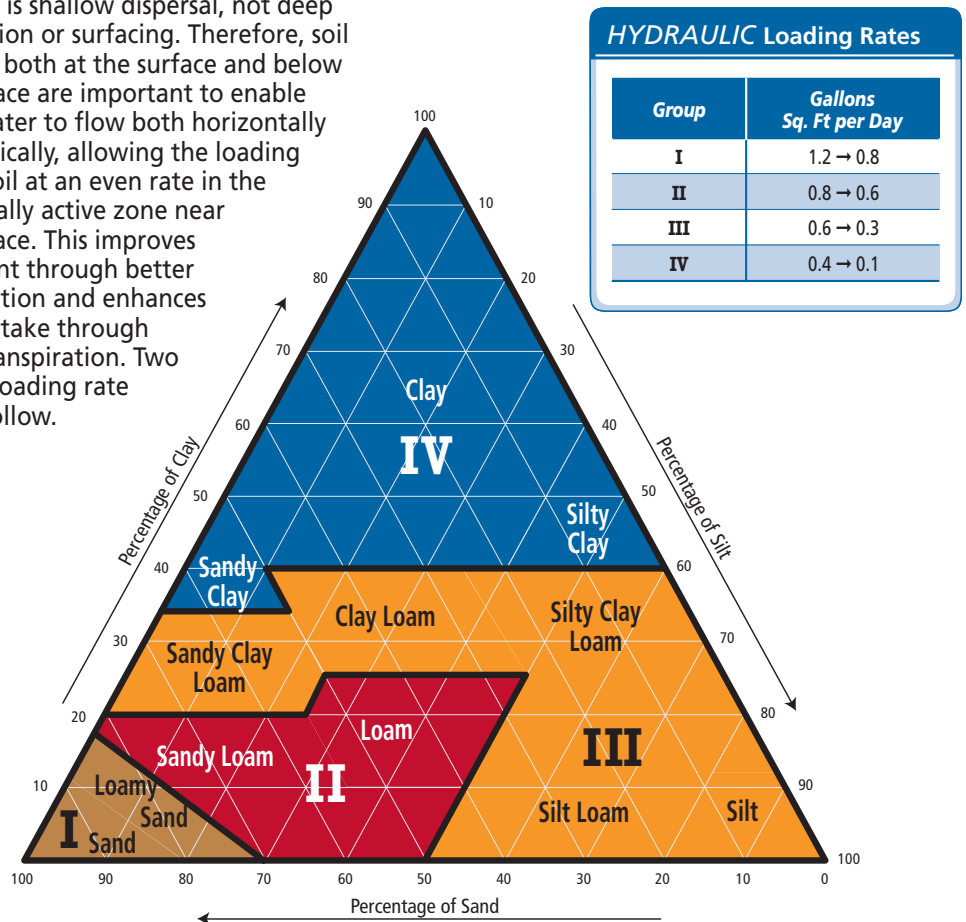 is shallow dispersal, not deep
ion or surfacing. Therefore, soil
both at the surface and below
ace are important to enable
ater to flow both horizontally
ically, allowing the loading
oil at an even rate in the
ally active zone near
ace. This improves
nt through better
tion and enhances
take through
anspiration. Two
oading rate
ollow.
HYDRAULIC Loading Rates
Group Gallons Sq. Ft per Day
I 1.2 → 0.8
II 0.8 → 0.6
III 0.6 → 0.3
IV 0.4 → 0.1
100
90 10
80 20
70 30
Clay
60 40
IV
50 50
Silty
Clay
40 60
Sandy
Clay
Clay Loam
Silty Clay
Loam
30 70
Sandy Clay
Loam
20 80
Loam
Sandy Loam
III
II
10 90
Loamy
Sand
I
Sand
Silt Loam
Silt
100
100 90 80 70 60 50 40 30 20 10 0
Percentage of Clay
Percentage of Silt
Percentage of Sand